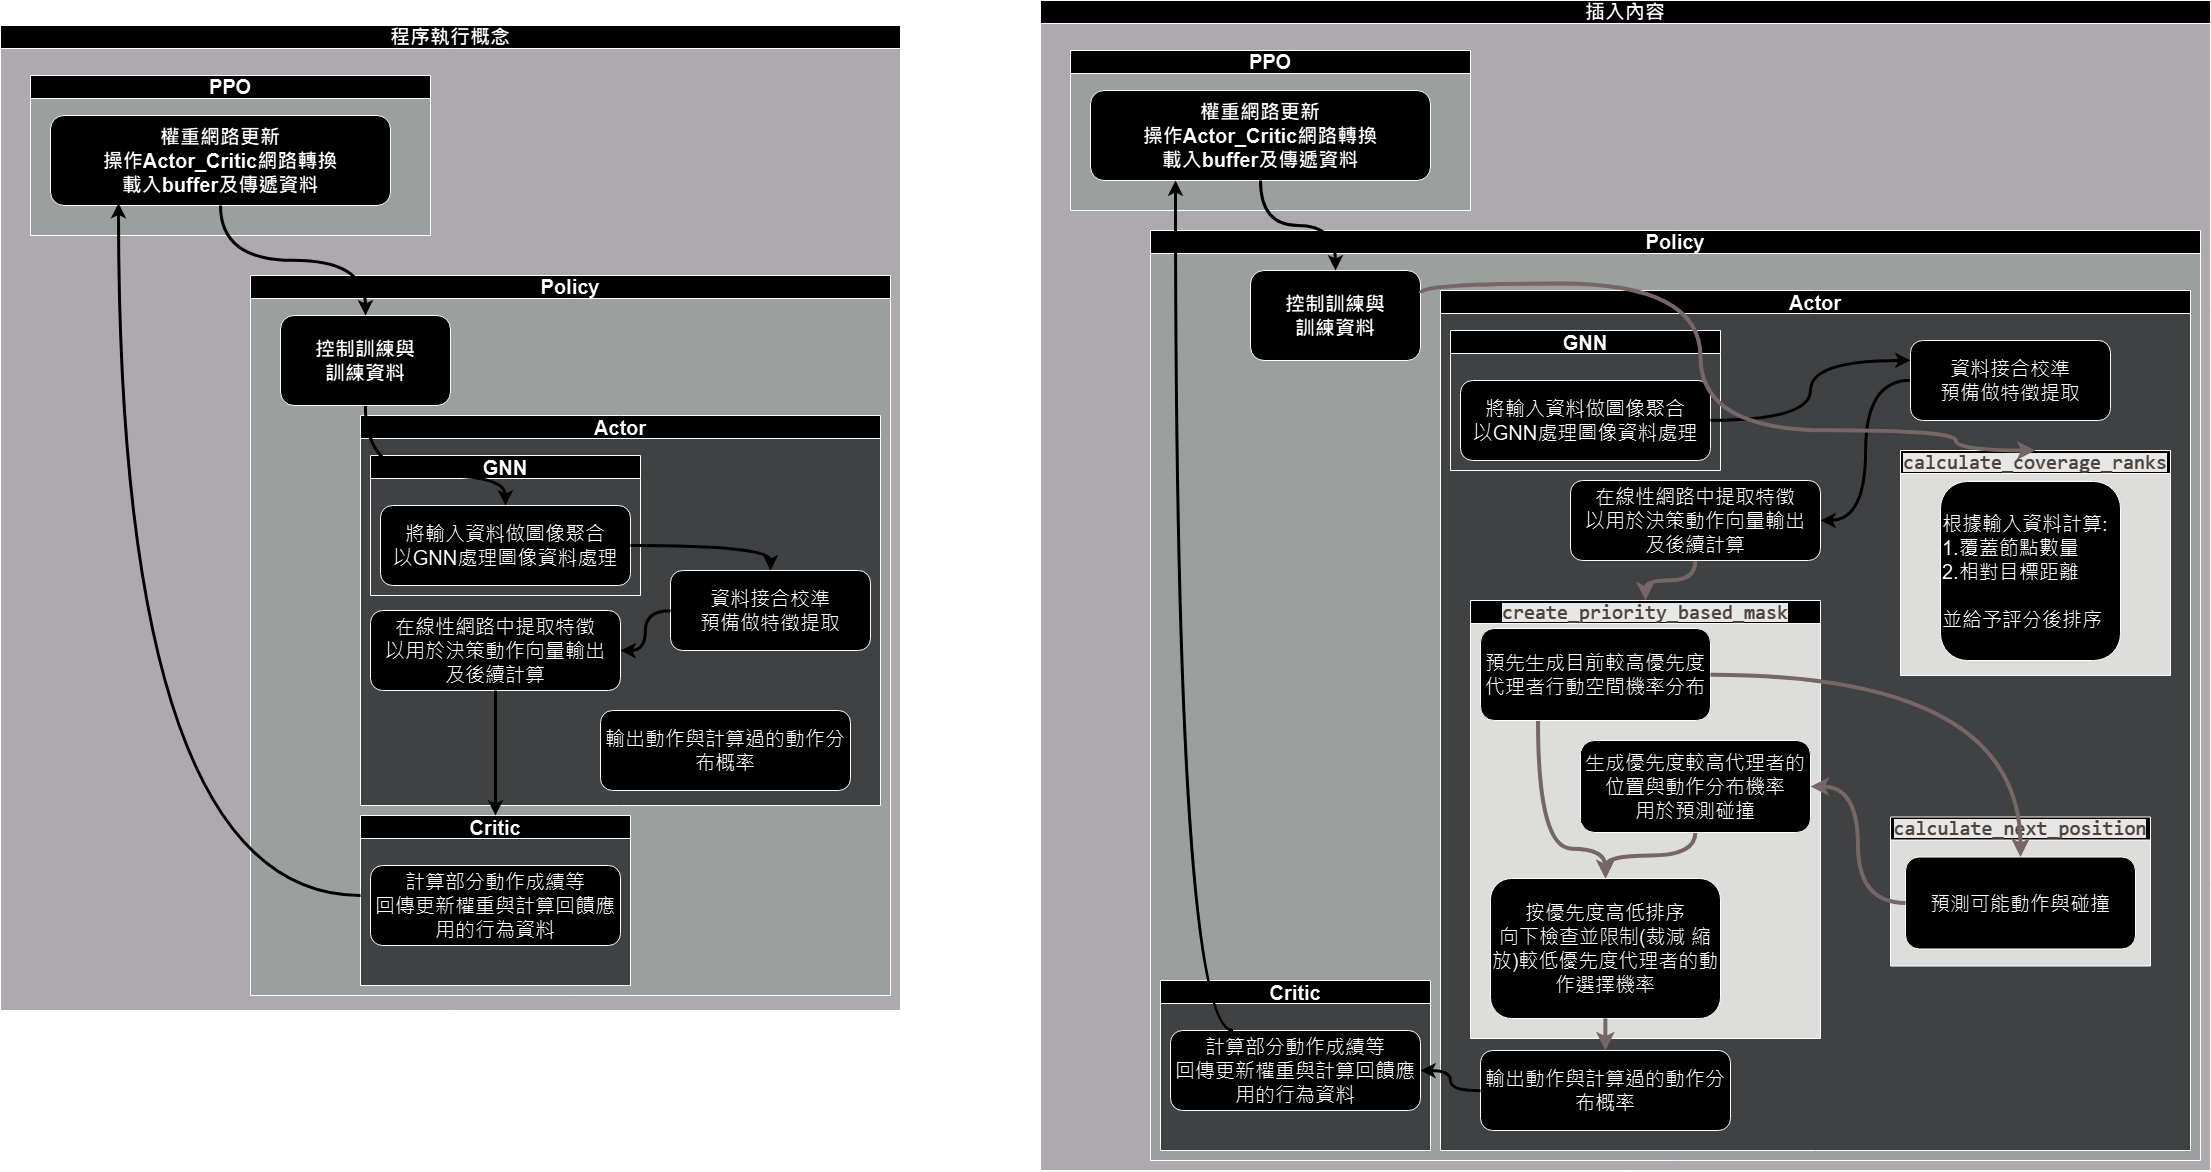 程序執行概念
PPO
權重網路更新
操作Actor_Critic網路轉換
載入buffer及傳遞資料
Policy
控制訓練與
訓練資料
Actor
GNN
將輸入資料做圖像聚合
以GNN處理圖像資料處理
資料接合校準
預備做特徵提取
在線性網路中提取特徵
以用於決策動作向量輸出
及後續計算
輸出動作與計算過的動作分
布概率
Critic
計算部分動作成績等
回傳更新權重與計算回饋應
用的行為資料
插入內容
PPO
權重網路更新
操作Actor_Critic網路轉換
載入buffer及傳遞資料
Policy
控制訓練與
訓練資料
Actor
GNN
將輸入資料做圖像聚合
以GNN處理圖像資料處理
資料接合校準
預備做特徵提取
calculate_coverage_ranks
根據輸入資料計算:
1.覆蓋節點數量
2.相對目標距離
並給予評分後排序
在線性網路中提取特徵
以用於決策動作向量輸出
及後續計算
create_priority_based_mask
預先生成目前較高優先度
代理者行動空間機率分布
生成優先度較高代理者的
位置與動作分布機率
用於預測碰撞
calculate_next_position
預測可能動作與碰撞
按優先度高低排序
向下檢查並限制(裁減 縮
放)較低優先度代理者的動
作選擇機率
輸出動作與計算過的動作分
布概率
Critic
計算部分動作成績等
回傳更新權重與計算回饋應
用的行為資料